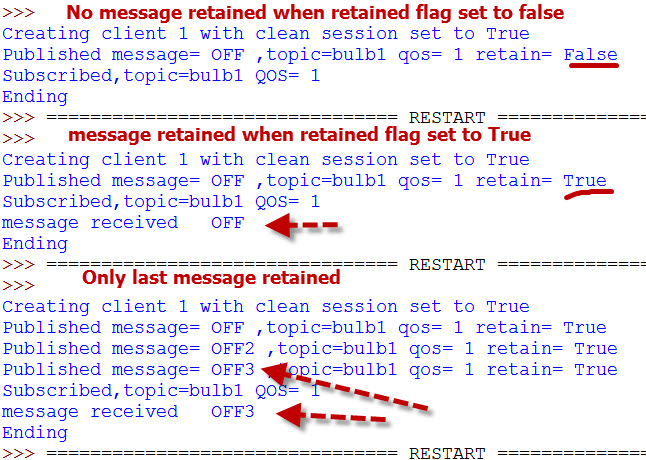 >>> No message retained when retained flag set to false
Creating client 1 with clean session set to True
Published message= OFF ,topic=bulb1 qos= 1 retain= False
Subscribed,topic=bulb1 QOS= 1
Ending
>>> ================================ RESTART ==============
>>> message retained when retained flag set to True
Creating client 1 with clean session set to True
Published message= OFF ,topic=bulb1 qos= 1 retain= True
Subscribed,topic=bulb1 QOS= 1
message received   OFF
Ending
>>> ================================ RESTART ==============
Only last message retained
>>>
Creating client 1 with clean session set to True
Published message= OFF ,topic=bulb1 qos= 1 retain= True
Published message= OFF2 ,topic=bulb1 qos= 1 retain= True
Published message= OFF3 ,topic=bulb1 qos= 1 retain= True
Subscribed,topic=bulb1 QOS= 1
message received   OFF3
Ending
>>> ================================ RESTART ==============